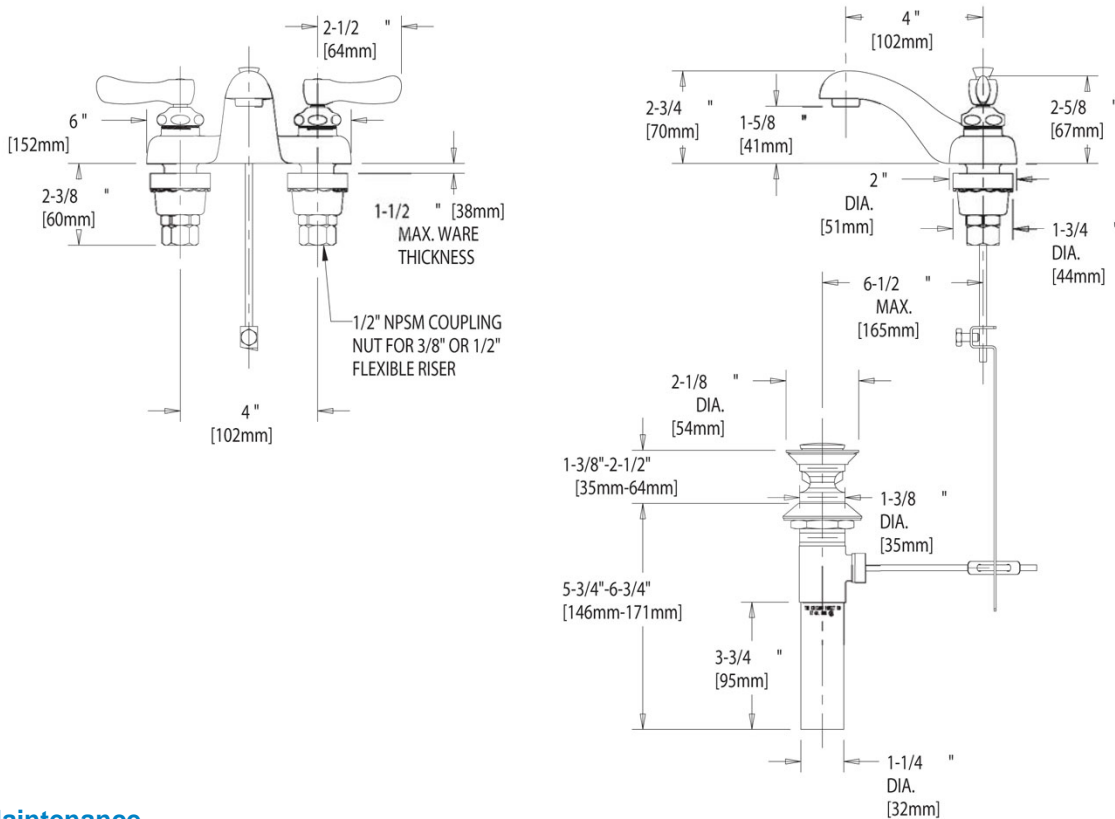 2-1/2 "
[64mm]
6 "
[152mm]
2-3/8 "
[60mm]
1-1/2 " [38mm]
MAX. WARE
THICKNESS
1/2" NPSM COUPLING
NUT FOR 3/8" OR 1/2"
FLEXIBLE RISER
4 "
[102mm]
4 "
[102mm]
2-3/4 "
[70mm]
1-5/8 "
[41mm]
2-5/8 "
[67mm]
2 "
DIA.
[51mm]
1-3/4 "
DIA.
[44mm]
6-1/2 "
MAX.
[165mm]
2-1/8 "
DIA.
[54mm]
1-3/8"-2-1/2"
[35mm-64mm]
1-3/8 "
DIA.
[35mm]
5-3/4"-6-3/4"
[146mm-171mm]
3-3/4 "
[95mm]
1-1/4 "
DIA.
[32mm]